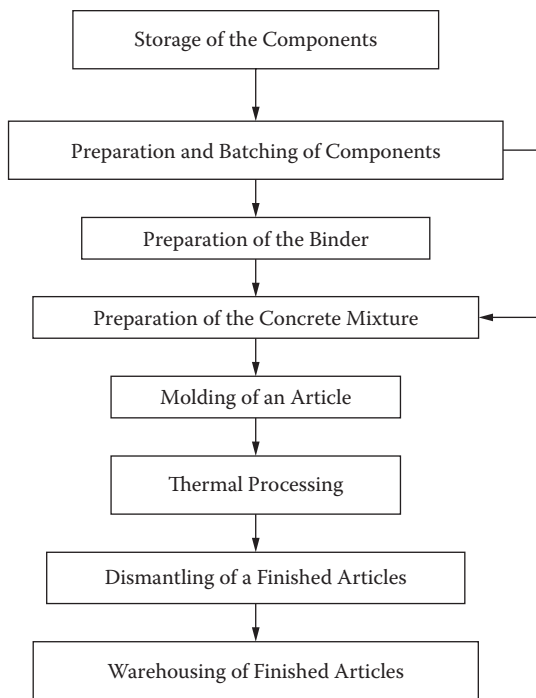 Storage of the Components
Preparation and Batching of Components
Preparation of the Binder
Preparation of the Concrete Mixture
Molding of an Article
Thermal Processing
Dismantling of a Finished Articles
Warehousing of Finished Articles